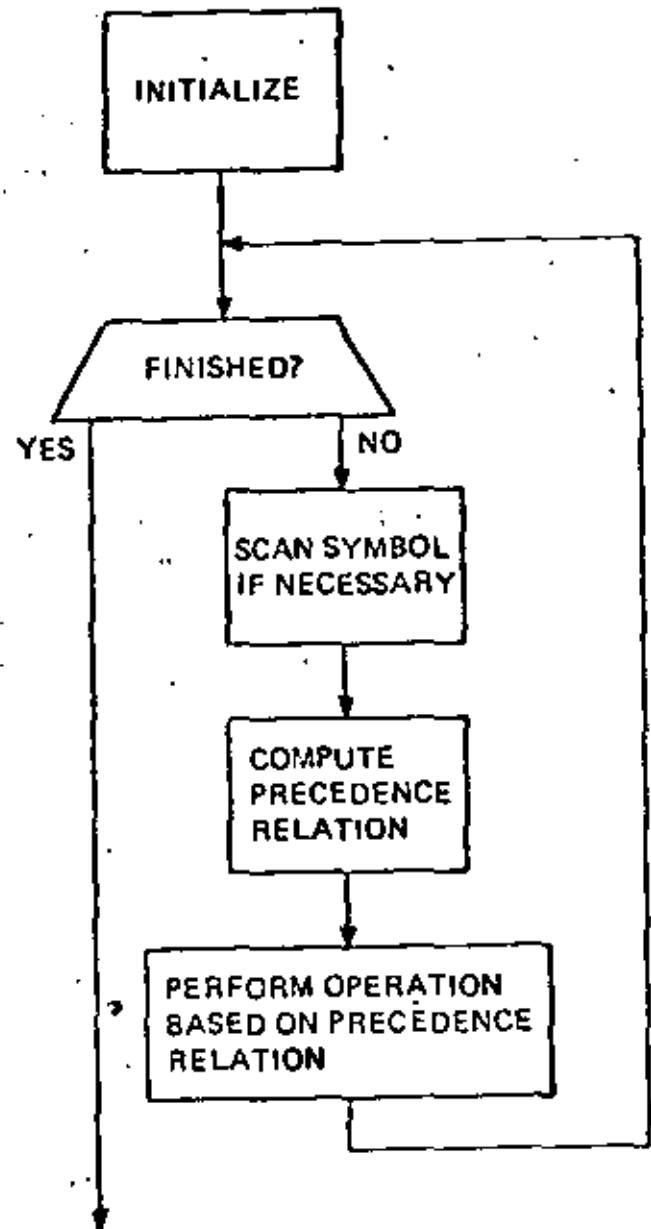 INITIALIZE
FINISHED?
YES
NO
SCAN SYMBOL
IF NECESSARY
COMPUTE
PRECEDENCE
RELATION
PERFORM OPERATION
BASED ON PRECEDENCE
RELATION